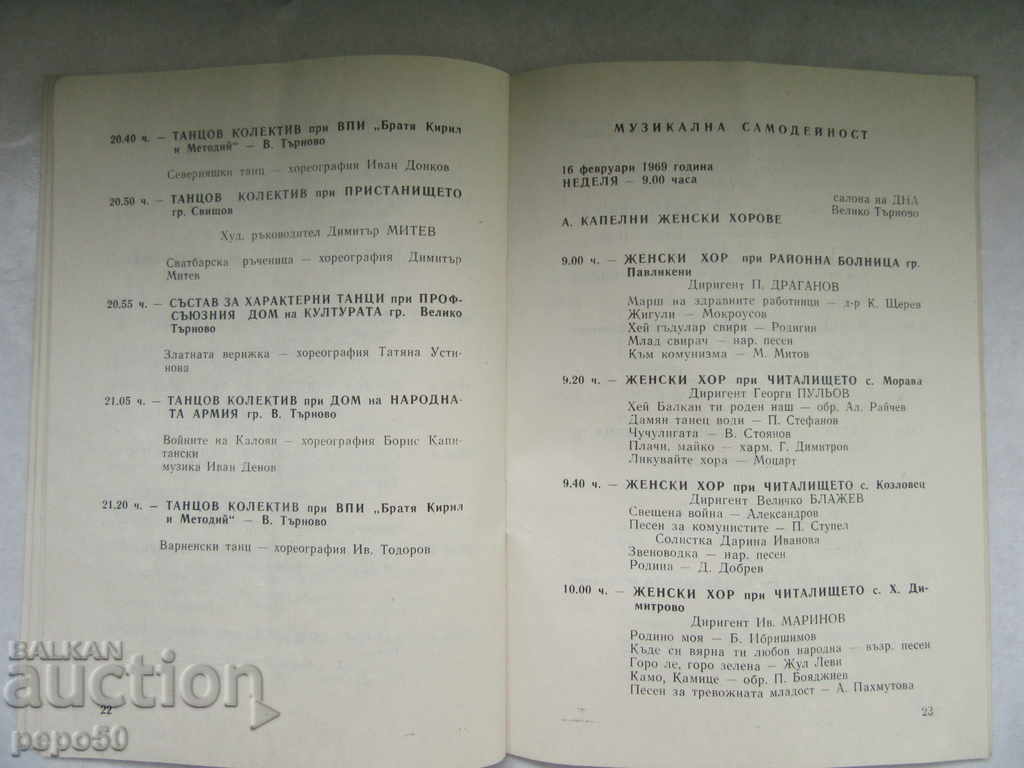 20.40 ч. — ТАНЦОВ КОЛЕКТИВ при ВПИ „Братя Кирил
и Методий“ — В. Търново
Северняшки танц — хореография Иван Донков
20.50 ч. — ТАНЦОВ КОЛЕКТИВ при ПРИСТАНИЩЕТО
гр. Свищов
Худ. ръководител Димитър МИТЕВ
Сватбарска ръченица — хореография Димитър
Митев
20.55 ч. — СЪСТАВ ЗА ХАРАКТЕРНИ ТАНЦИ при ПРОФ-
СЪЮЗНИЯ ДОМ на КУЛТУРАТА гр. Велико
Търново
Златната верижка — хореография Татяна Усти-
нова
21.05 ч. — ТАНЦОВ КОЛЕКТИВ при ДОМ на НАРОДНА-
ТА АРМИЯ гр. В. Търново
Войните на Калоян — хореография Борис Капи-
тански
музика Иван Денов
21.20 ч. — ТАНЦОВ КОЛЕКТИВ при ВПИ „Братя Кирил
и Методий“ — В. Търново
Варненски танц — хореография Ив. Тодоров
22
МУЗИКАЛНА САМОДЕЙНОСТ
16 февруари 1969 година
НЕДЕЛЯ — 9.00 часа
салона на ДНА
Велико Търново
А. КАПЕЛНИ ЖЕНСКИ ХОРОВЕ
9.00 ч. — ЖЕНСКИ ХОР при РАЙОННА БОЛНИЦА гр.
Павликени
Диригент П. ДРАГАНОВ
Марш на здравните работници — д-р К. Щерев
Жигули — Мокроусов
Хей гъдулар свири — Родигин
Млад свирач — нар. песен
Към комунизма — М. Митов
9.20 ч. — ЖЕНСКИ ХОР при ЧИТАЛИЩЕТО с. Морава
Диригент Георги ПУЛЬОВ
Хей Балкан ти роден наш — обр. Ал. Райчев
Дамян танец води — П. Стефанов
Чучулигата — В. Стоянов
Плачи, майко — харм. Г. Димитров
Ликувайте хора — Моцарт
9.40 ч. — ЖЕНСКИ ХОР при ЧИТАЛИЩЕТО с. Козловец
Диригент Величко БЛАЖЕВ
Свещена война — Александров
Песен за комунистите — П. Ступел
Солистка Дарина Иванова
Звеноводка — нар. песен
Родина — Д. Добрев
10.00 ч. — ЖЕНСКИ ХОР при ЧИТАЛИЩЕТО с. Х. Ди-
митрово
Диригент Ив. МАРИНОВ
Родино моя — Б. Ибришимов
Къде си вярна ти любов народна — възр. песен
Горо ле, горо зелена — Жул Леви
Камо, Камице — обр. П. Бояджиев
Песен за тревожната младост — А. Пахмутова
23
BALKAN
auction
pepo50